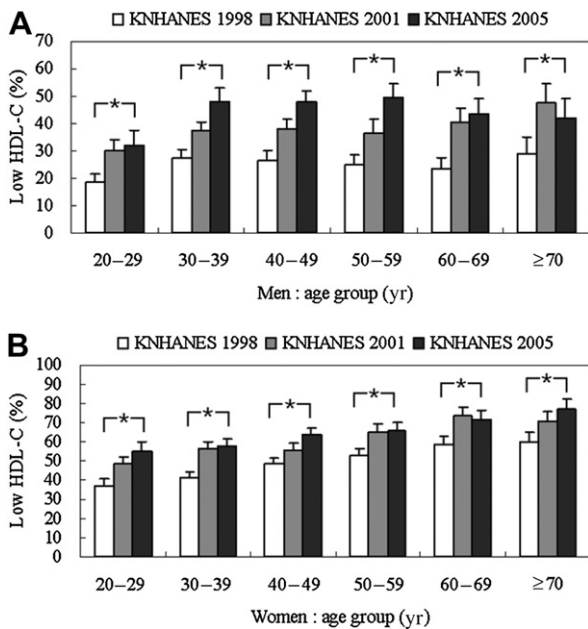 A
KNHANES 1998 KNHANES 2001 KNHANES 2005
Low HDL-C (%)
70
60
50
40
30
20
10
0
* * * * * *
20–29 30–39 40–49 50–59 60–69 ≥70
Men : age group (yr)
B
KNHANES 1998 KNHANES 2001 KNHANES 2005
Low HDL-C (%)
100
90
80
70
60
50
40
30
20
10
0
* * * * * *
20–29 30–39 40–49 50–59 60–69 ≥70
Women : age group (yr)